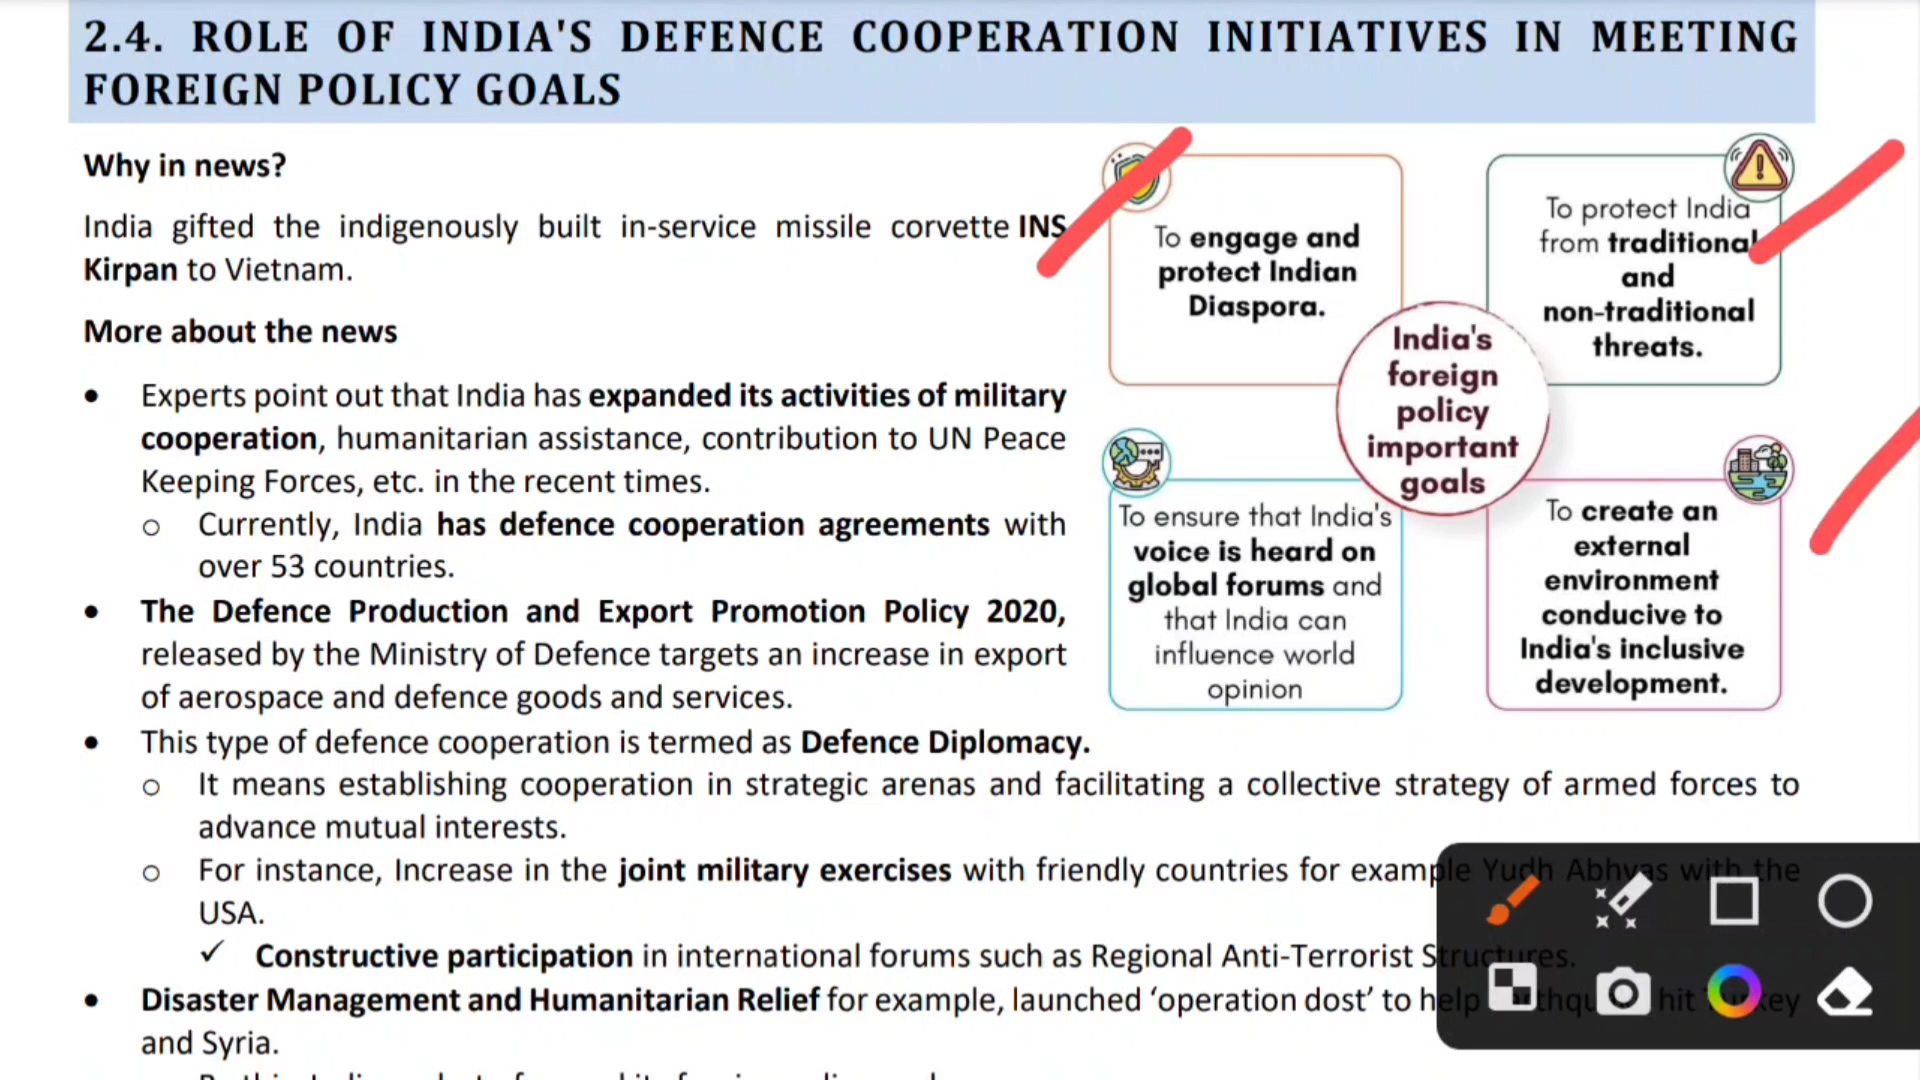 2.4. ROLE OF INDIA'S DEFENCE COOPERATION INITIATIVES IN MEETING
FOREIGN POLICY GOALS
Why in news?
India gifted the indigenously built in-service missile corvette INS
Kirpan to Vietnam.
More about the news
• Experts point out that India has expanded its activities of military
cooperation, humanitarian assistance, contribution to UN Peace
Keeping Forces, etc. in the recent times.
o Currently, India has defence cooperation agreements with
over 53 countries.
• The Defence Production and Export Promotion Policy 2020,
released by the Ministry of Defence targets an increase in export
of aerospace and defence goods and services.
To engage and
protect Indian
Diaspora.
To protect India
from traditional
and
non-traditional
threats.
India's
foreign
policy
important
goals
To ensure that India's
voice is heard on
global forums and
that India can
influence world
opinion
To create an
external
environment
conducive to
India's inclusive
development.
• This type of defence cooperation is termed as Defence Diplomacy.
o It means establishing cooperation in strategic arenas and facilitating a collective strategy of armed forces to
advance mutual interests.
o For instance, Increase in the joint military exercises with friendly countries for example Yudh Abhyas with the
USA.
✓ Constructive participation in international forums such as Regional Anti-Terrorist Structures.
• Disaster Management and Humanitarian Relief for example, launched ‘operation dost’ to help hit
and Syria.